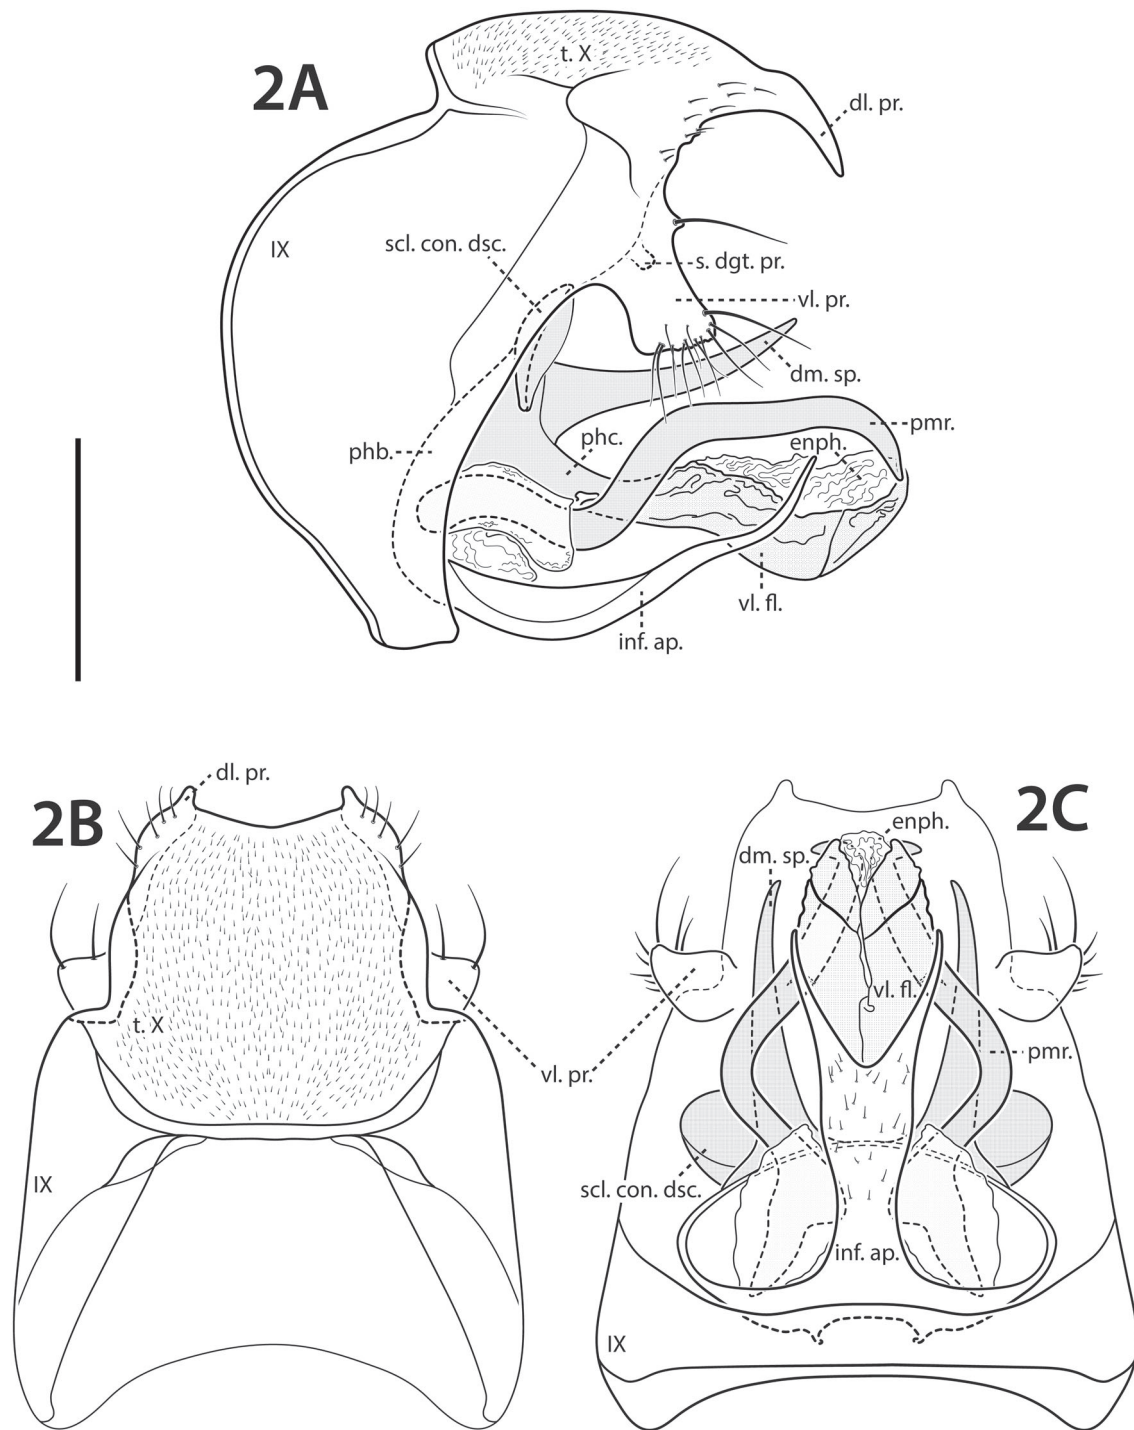 2A
t. X
dl. pr.
IX
scl. con. dsc.
s. dgt. pr.
vl. pr.
dm. sp.
phb.
phc.
pmr.
enph.
vl. fl.
inf. ap.
2B
dl. pr.
t. X
vl. pr.
IX
2C
enph.
dm. sp.
vl. fl.
pmr.
scl. con. dsc.
inf. ap.
IX